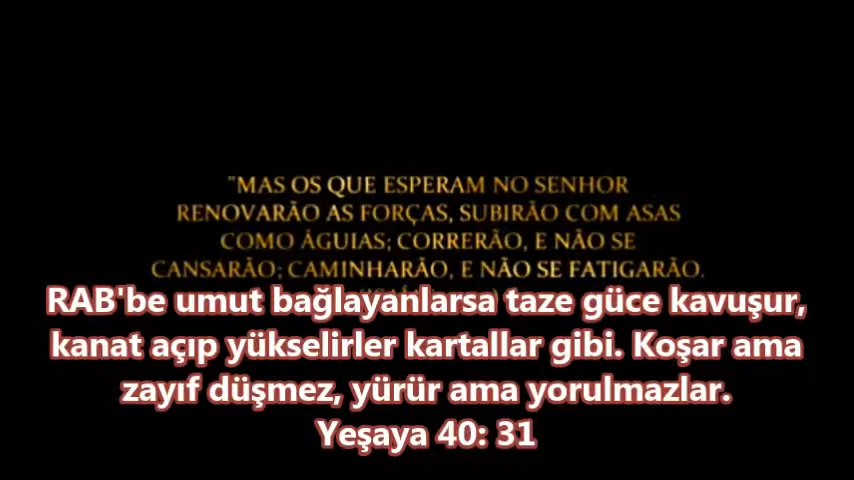 "MAS OS QUE ESPERAM NO SENHOR
RENOVARÃO AS FORÇAS, SUBIRÃO COM ASAS
COMO ÁGUIAS; CORRERÃO, E NÃO SE
CANSARÃO; CAMINHARÃO, E NÃO SE FATIGARÃO.
RAB'be umut bağlayanlarsa taze güce kavuşur,
kanat açıp yükselirler kartallar gibi. Koşar ama
zayıf düşmez, yürür ama yorulmazlar.
Yeşaya 40: 31